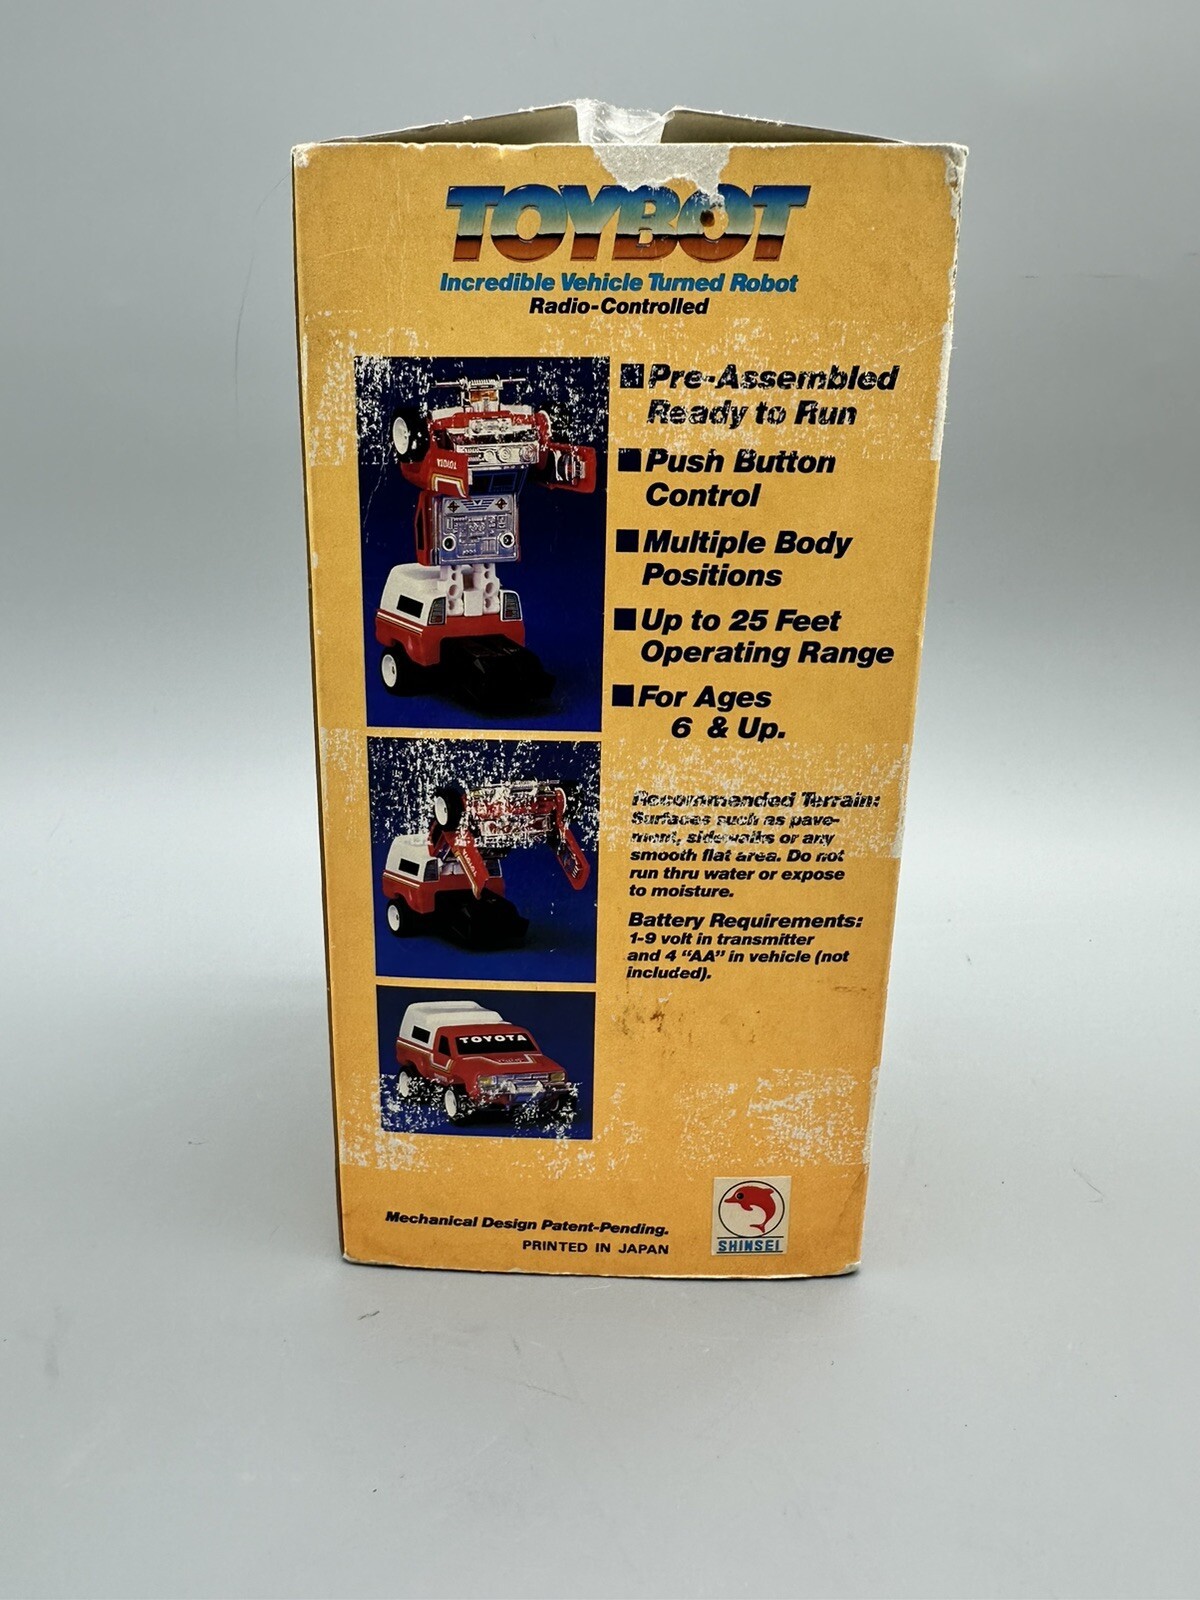 TOYBOT
Incredible Vehicle Turned Robot
Radio-Controlled
Pre-Assembled
Ready to Run
Push Button
Control
Multiple Body
Positions
Up to 25 Feet
Operating Range
For Ages
6 & Up.
TOYOTA
TOYOTA
Recommended Terrain:
Surfaces such as pave-
ment, sidewalks or any
smooth flat area. Do not
run thru water or expose
to moisture.
Battery Requirements:
1-9 volt in transmitter
and 4 "AA" in vehicle (not
included).
TOYOTA
Mechanical Design Patent-Pending.
PRINTED IN JAPAN
SHINSEI